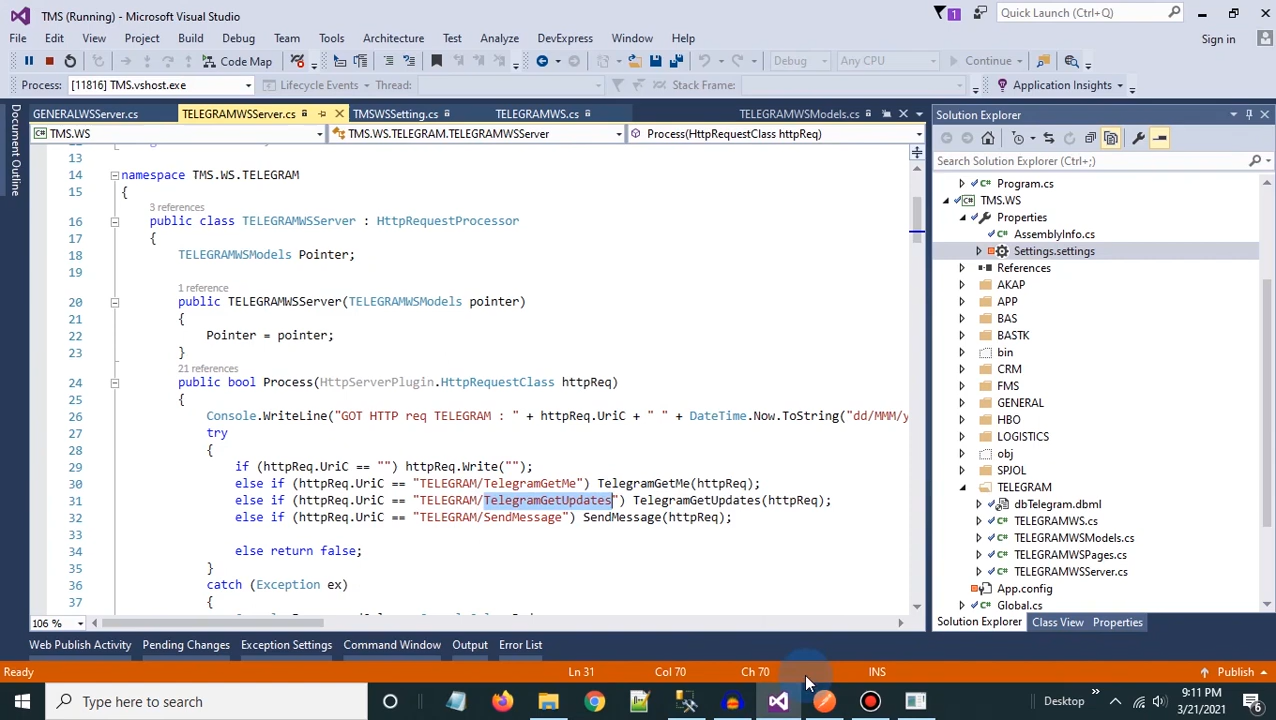 TMS (Running) - Microsoft Visual Studio
1
Quick Launch (Ctrl+Q)
File Edit View Project Build Debug Team Tools Architecture Test Analyze DevExpress Window Help
Sign in
Code Map
Debug
Any CPU
Continue
Process: [11816] TMS.vshost.exe
Lifecycle Events
Thread:
Stack Frame:
Application Insights
Document Outline
GENERALWSServer.cs
TELEGRAMWSServer.cs
TMSWSSetting.cs
TELEGRAMWS.cs
TELEGRAMWSModels.cs
TMS.WS
TMS.WS.TELEGRAM.TELEGRAMWSServer
Process(HttpRequestClass httpReq)
13
14 namespace TMS.WS.TELEGRAM
15 {
3 references
16 public class TELEGRAMWSServer : HttpRequestProcessor
17 {
18 TELEGRAMWSModels Pointer;
19
1 reference
20 public TELEGRAMWSServer(TELEGRAMWSModels pointer)
21 {
22 Pointer = pointer;
23 }
21 references
24 public bool Process(HttpServerPlugin.HttpRequestClass httpReq)
25 {
26 Console.WriteLine("GOT HTTP req TELEGRAM : " + httpReq.UriC + " " + DateTime.Now.ToString("dd/MMM/y
27 try
28 {
29 if (httpReq.UriC == "") httpReq.Write("");
30 else if (httpReq.UriC == "TELEGRAM/TelegramGetMe") TelegramGetMe(httpReq);
31 else if (httpReq.UriC == "TELEGRAM/TelegramGetUpdates") TelegramGetUpdates(httpReq);
32 else if (httpReq.UriC == "TELEGRAM/SendMessage") SendMessage(httpReq);
33
34 else return false;
35 }
36 catch (Exception ex)
37 {
106 %
Solution Explorer
Search Solution Explorer (Ctrl+;)
Program.cs
TMS.WS
Properties
AssemblyInfo.cs
Settings.settings
References
AKAP
APP
BAS
BASTK
bin
CRM
FMS
GENERAL
HBO
LOGISTICS
obj
SPJOL
TELEGRAM
dbTelegram.dbml
TELEGRAMWS.cs
TELEGRAMWSModels.cs
TELEGRAMWSPages.cs
TELEGRAMWSServer.cs
App.config
Global.cs
Solution Explorer Class View Properties
Web Publish Activity Pending Changes Exception Settings Command Window Output Error List
Ready
Ln 31
Col 70
Ch 70
INS
Publish
Type here to search
Desktop
9:11 PM
3/21/2021
6